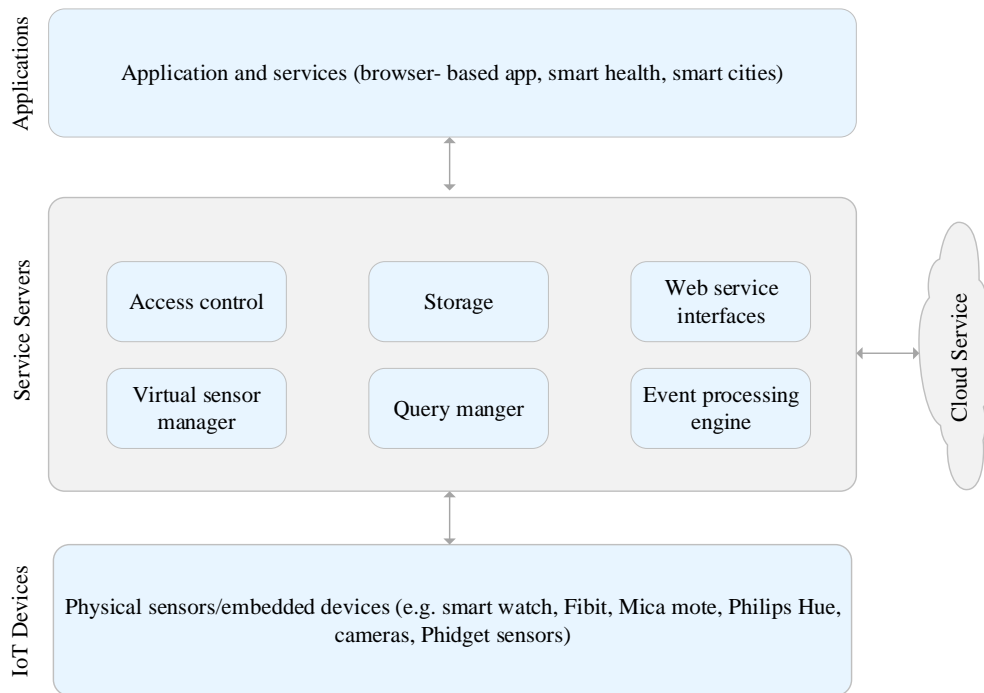 Applications
Application and services (browser- based app, smart health, smart cities)
Service Servers
Access control
Storage
Web service
interfaces
Virtual sensor
manager
Query manger
Event processing
engine
Cloud Service
IoT Devices
Physical sensors/embedded devices (e.g. smart watch, Fibit, Mica mote, Philips Hue,
cameras, Phidget sensors)